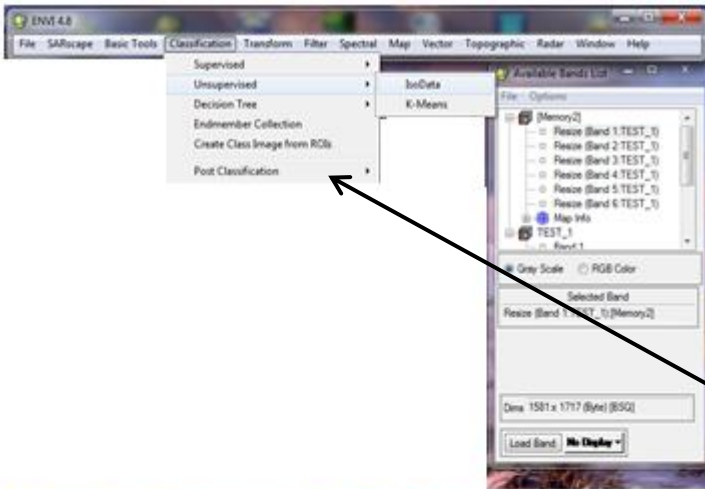 ENVI 4.8
File SARscape Basic Tools Classification Transform Filter Spectral Map Vector Topographic Radar Window Help
Supervised
Unsupervised
IsoData
Decision Tree
K-Means
Endmember Collection
Create Class Image from ROIs
Post Classification
Available Bands List
File Options
[Memory2]
Resize (Band 1:TEST_1)
Resize (Band 2:TEST_1)
Resize (Band 3:TEST_1)
Resize (Band 4:TEST_1)
Resize (Band 5:TEST_1)
Resize (Band 6:TEST_1)
Map Info
TEST_1
Band 1
Gray Scale RGB Color
Selected Band
Resize (Band 1:TEST_1):[Memory2]
Dims 1581 x 1717 (Byte) [BSQ]
Load Band No Display